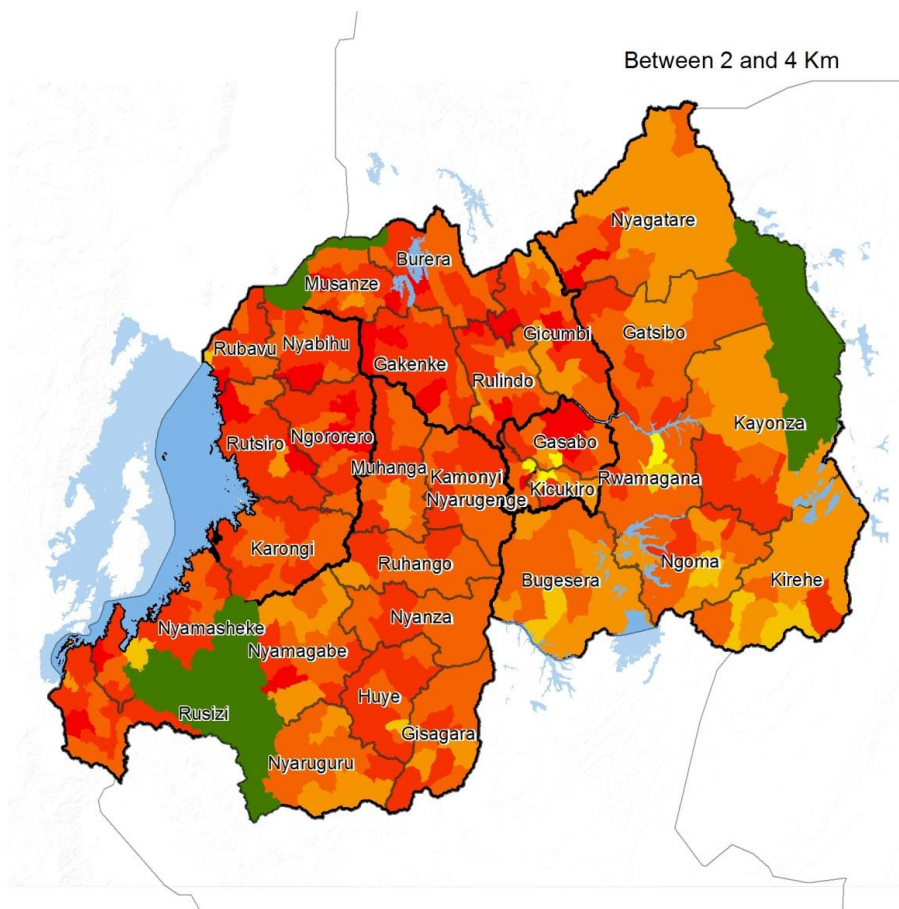 Between 2 and 4 Km
Nyagatare
Burera
Musanze
Gicumbi
Gatsibo
Rubavu
Nyabihu
Gakenke
Rulindo
Kayonza
Rutsiro
Ngororero
Gasabo
Muhanga
Kamonyi
Rwamagana
Nyarugenge
Kicukiro
Karongi
Ruhango
Bugesera
Ngoma
Kirehe
Nyanza
Nyamasheke
Nyamagabe
Huye
Rusizi
Gisagara
Nyaruguru